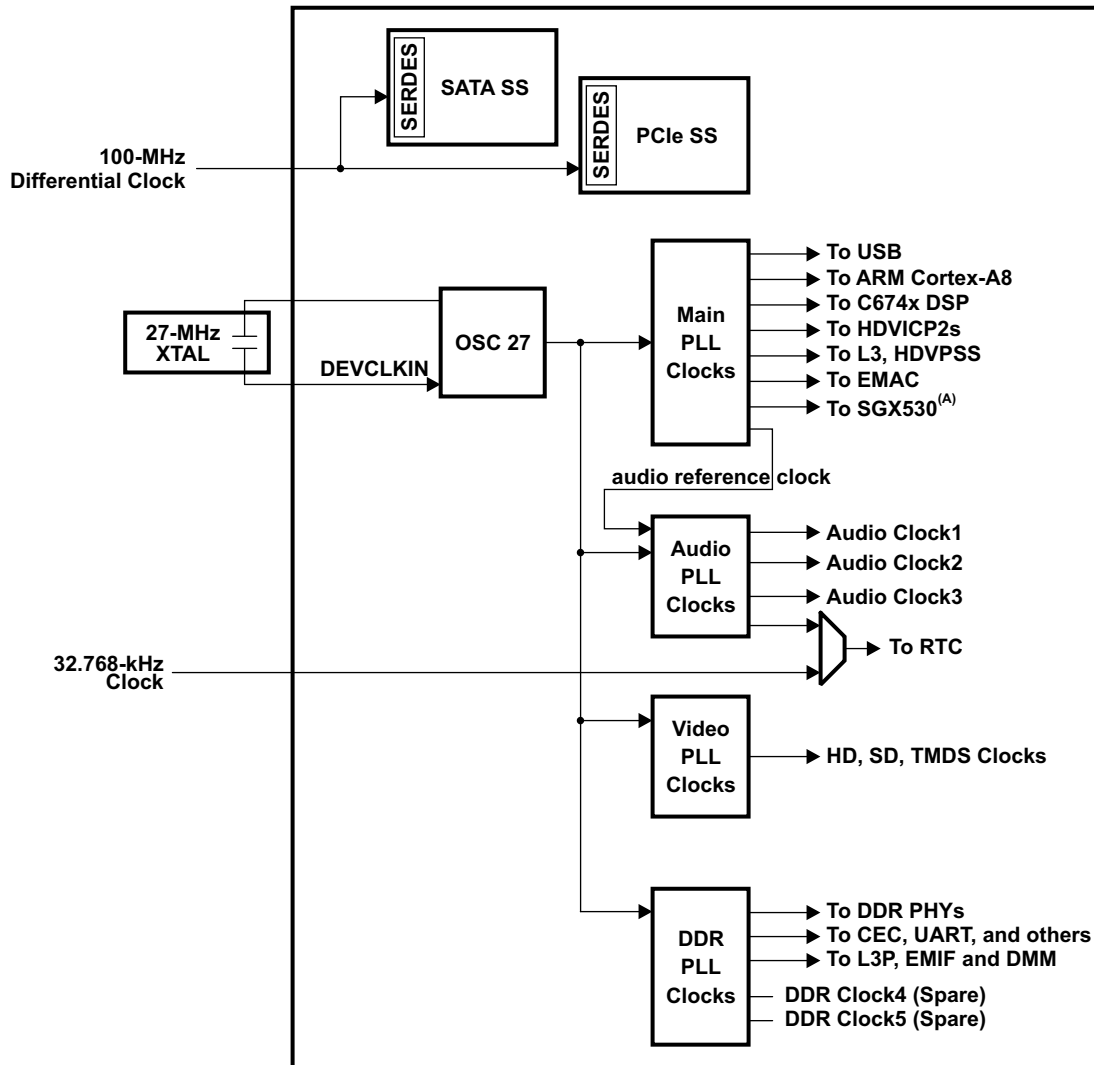 SERDES
SATA SS
SERDES
PCIe SS
100-MHz
Differential Clock
27-MHz
XTAL
DEVCLKIN
OSC 27
Main
PLL
Clocks
To USB
To ARM Cortex-A8
To C674x DSP
To HDVICP2s
To L3, HDVPSS
To EMAC
To SGX530(A)
audio reference clock
Audio
PLL
Clocks
Audio Clock1
Audio Clock2
Audio Clock3
To RTC
32.768-kHz
Clock
Video
PLL
Clocks
HD, SD, TMDS Clocks
DDR
PLL
Clocks
To DDR PHYs
To CEC, UART, and others
To L3P, EMIF and DMM
DDR Clock4 (Spare)
DDR Clock5 (Spare)